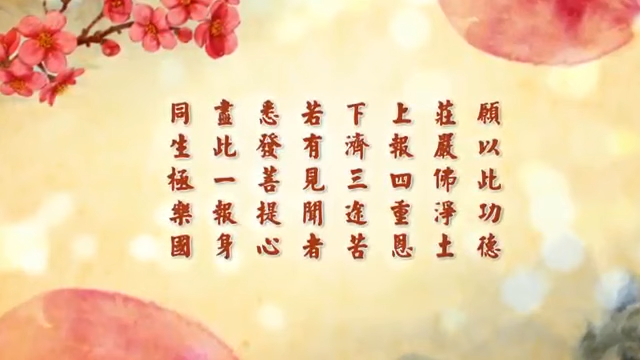 願以此功德
莊嚴佛淨土
上報四重恩
下濟三途苦
若有見聞者
悉發菩提心
盡此一報身
同生極樂國